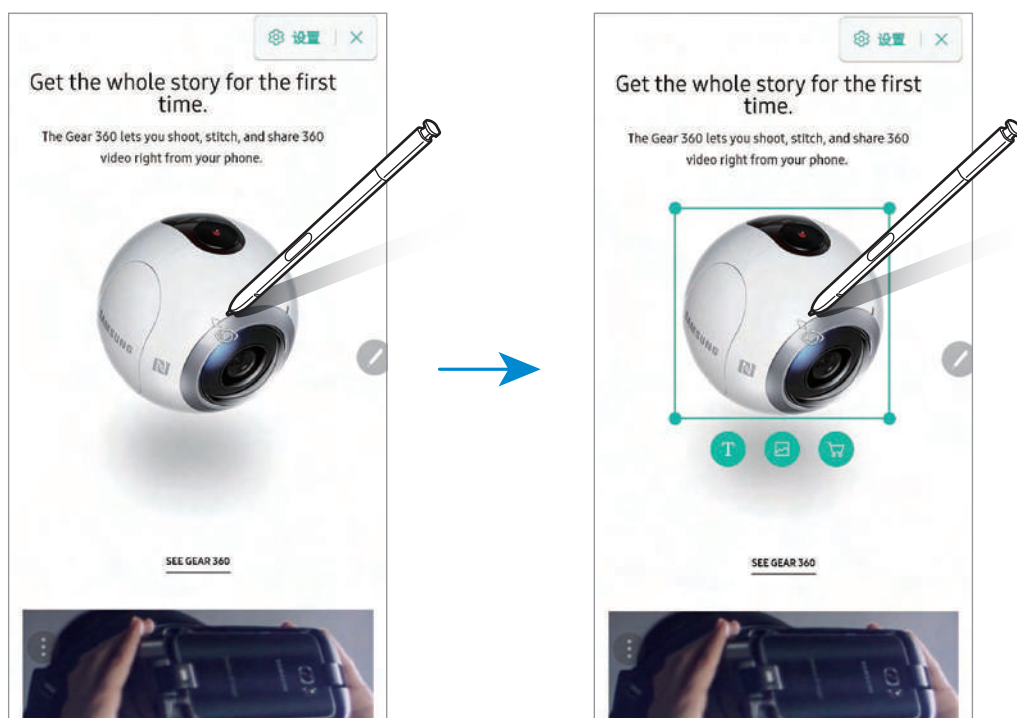 设置
Get the whole story for the first
time.
The Gear 360 lets you shoot, stitch, and share 360
video right from your phone.
SAMSUNG
SEE GEAR 360
设置
Get the whole story for the first
time.
The Gear 360 lets you shoot, stitch, and share 360
video right from your phone.
SAMSUNG
T
SEE GEAR 360